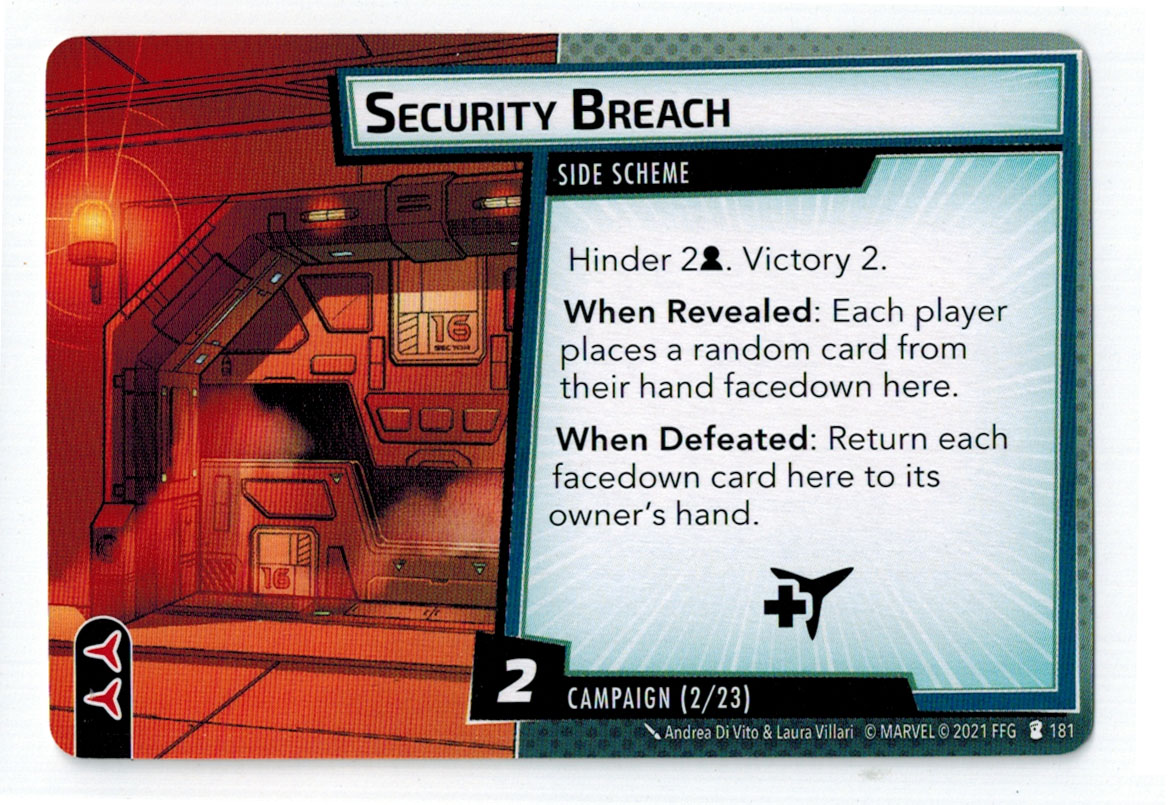 SECURITY BREACH
SIDE SCHEME
Hinder 2. Victory 2.
When Revealed: Each player
places a random card from
their hand facedown here.
When Defeated: Return each
facedown card here to its
owner's hand.
16
SECTOR
16
2
CAMPAIGN (2/23)
Andrea Di Vito & Laura Villari © MARVEL © 2021 FFG 181